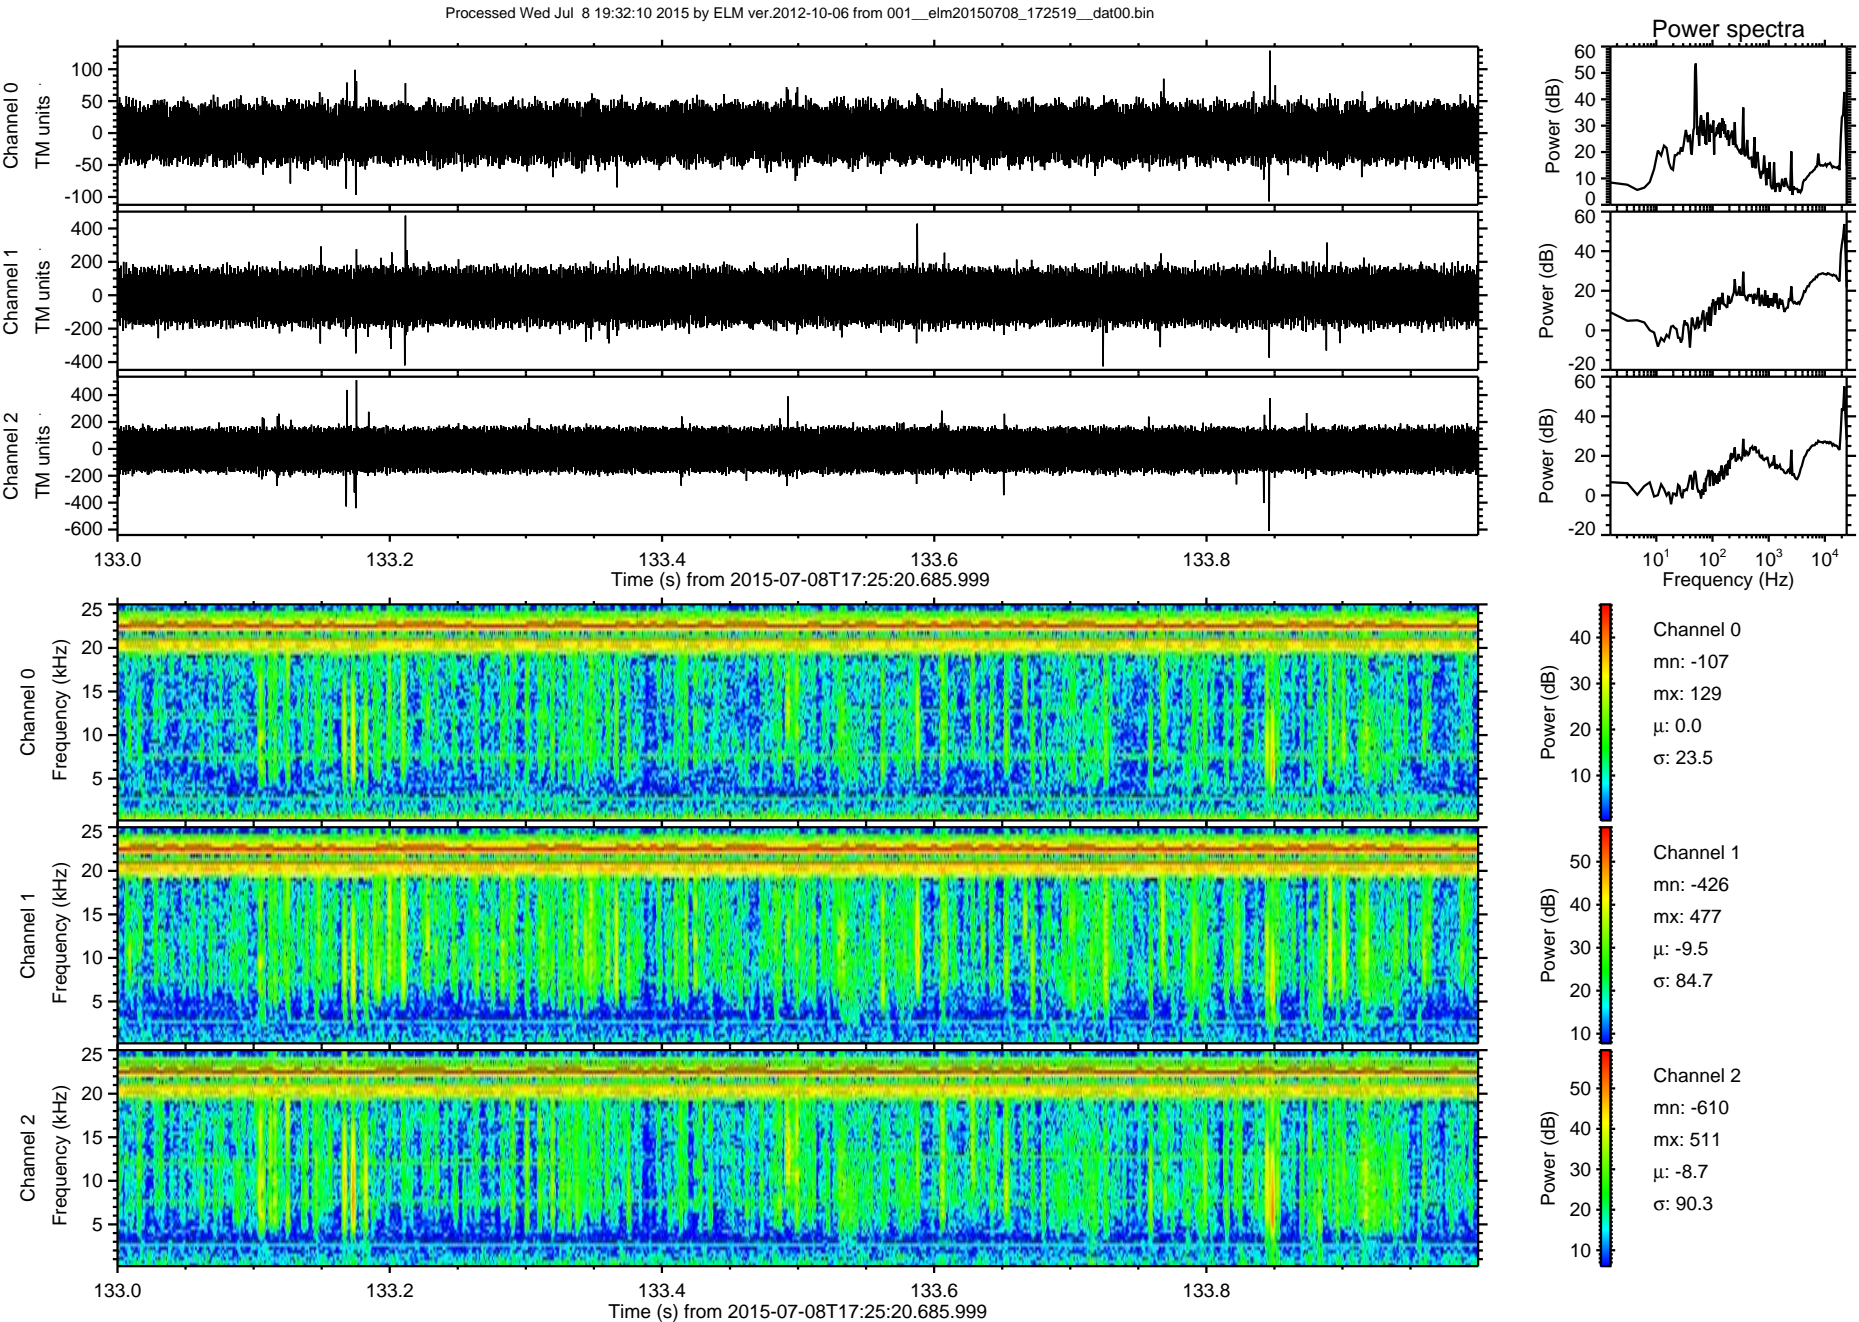 Processed Wed Jul  8 19:32:10 2015 by ELM ver.2012-10-06 from 001__elm20150708_172519__dat00.bin
Power spectra
Channel 0
TM units
100
50
0
-50
-100
Power (dB)
60
50
40
30
20
10
0
Channel 1
TM units
400
200
0
-200
-400
Power (dB)
60
40
20
0
-20
Channel 2
TM units
400
200
0
-200
-400
-600
Power (dB)
60
40
20
0
-20
133.0 133.2 133.4 133.6 133.8
Time (s) from 2015-07-08T17:25:20.685.999
10¹ 10² 10³ 10⁴
Frequency (Hz)
Channel 0
Frequency (kHz)
25
20
15
10
5
Power (dB)
40
30
20
10
Channel 0
mn: -107
mx: 129
μ: 0.0
σ: 23.5
Channel 1
Frequency (kHz)
25
20
15
10
5
Power (dB)
50
40
30
20
10
Channel 1
mn: -426
mx: 477
μ: -9.5
σ: 84.7
Channel 2
Frequency (kHz)
25
20
15
10
5
Power (dB)
50
40
30
20
10
Channel 2
mn: -610
mx: 511
μ: -8.7
σ: 90.3
133.0 133.2 133.4 133.6 133.8
Time (s) from 2015-07-08T17:25:20.685.999